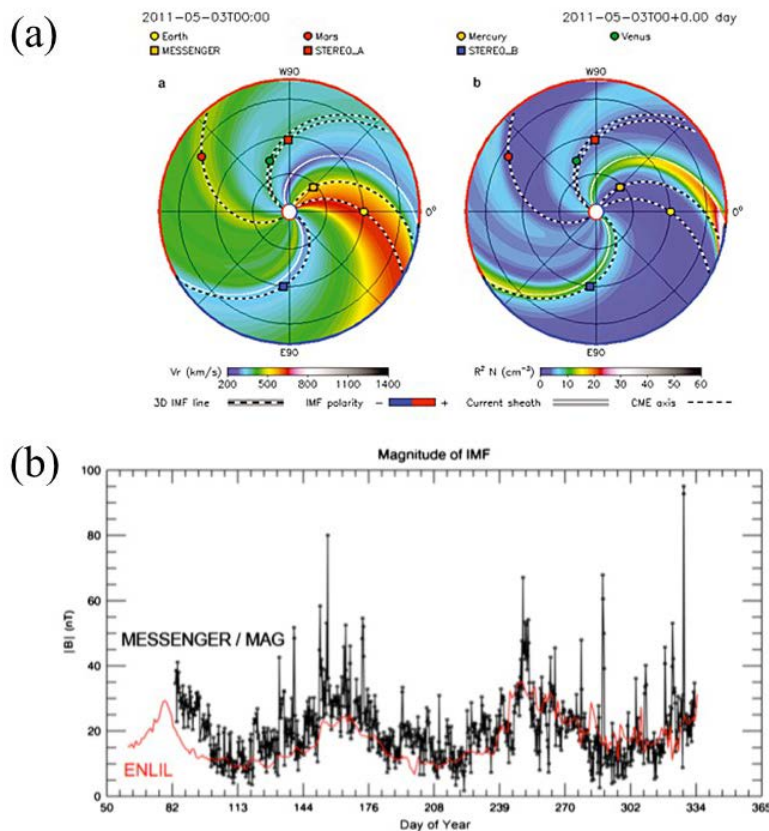 (a)
2011-05-03T00:00 2011-05-03T00+0.00 day
Earth Mars Mercury Venus
MESSENGER STEREO_A STEREO_B
a W90 b W90
0° 0°
E90 E90
Vr (km/s) R² N (cm⁻³)
200 500 800 1100 1400 0 10 20 30 40 50 60
3D IMF line IMF polarity - + Current sheath CME axis
(b)
Magnitude of IMF
100
80
60
40
20
0
|B| (nT)
MESSENGER / MAG
ENLIL
50 82 113 144 176 208 239 270 302 334 365
Day of Year